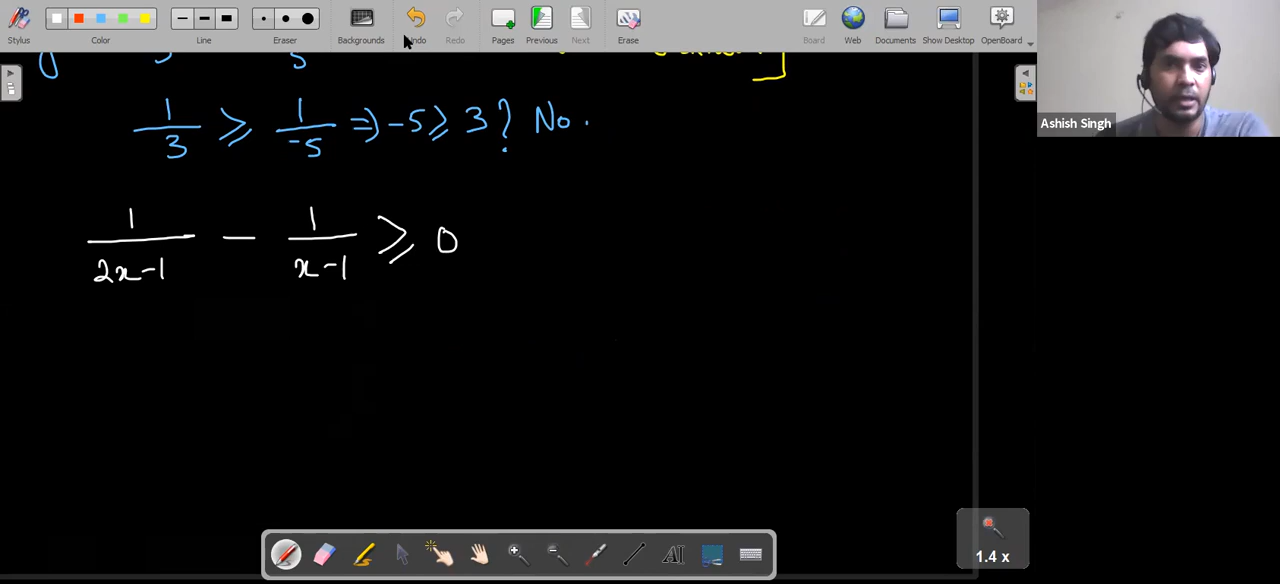 Stylus Color Line Eraser Backgrounds Undo Redo Pages Previous Next Erase Board Web Documents Show Desktop OpenBoard
Ashish Singh
1/3 ≥ 1/-5 ⇒ -5 ≥ 3? No.
1/(2x-1) - 1/(x-1) ≥ 0
1.4 x